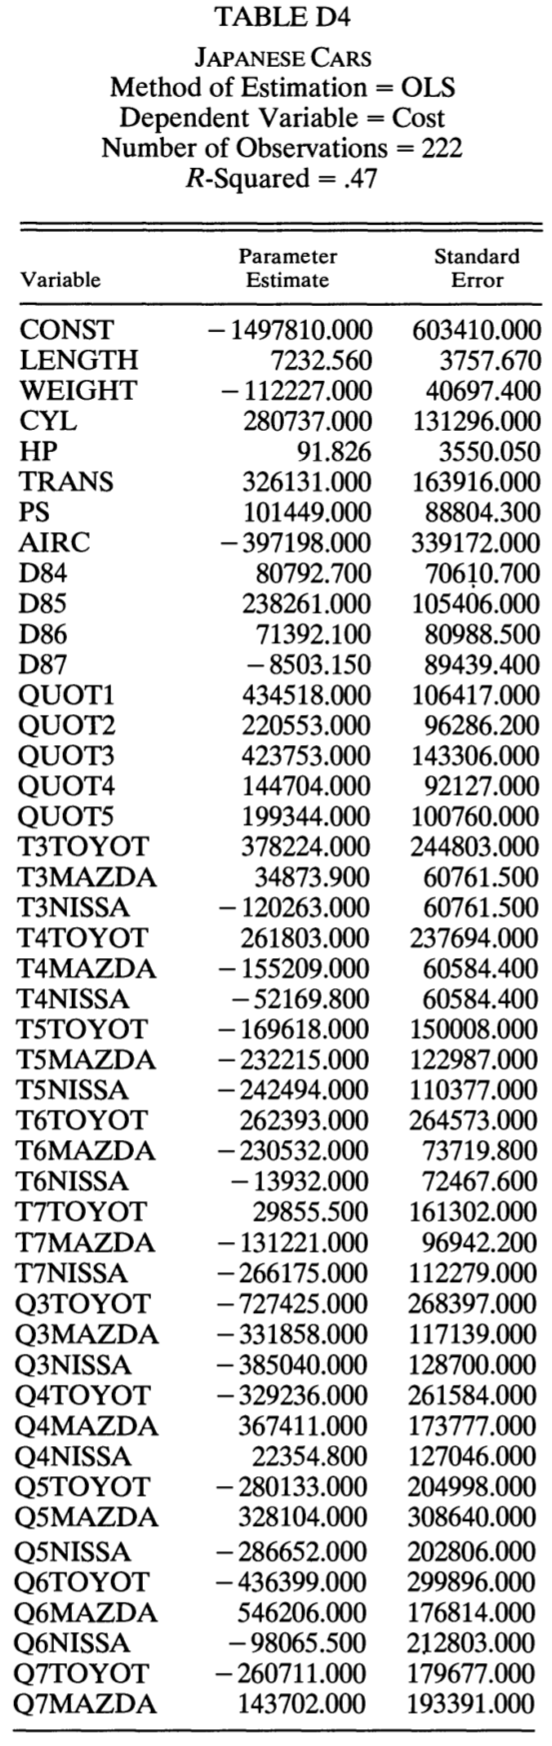 TABLE D4
JAPANESE CARS
Method of Estimation = OLS
Dependent Variable = Cost
Number of Observations = 222
R-Squared = .47
Variable Parameter Estimate Standard Error
CONST −1497810.000 603410.000
LENGTH 7232.560 3757.670
WEIGHT −112227.000 40697.400
CYL 280737.000 131296.000
HP 91.826 3550.050
TRANS 326131.000 163916.000
PS 101449.000 88804.300
AIRC −397198.000 339172.000
D84 80792.700 70610.700
D85 238261.000 105406.000
D86 71392.100 80988.500
D87 −8503.150 89439.400
QUOT1 434518.000 106417.000
QUOT2 220553.000 96286.200
QUOT3 423753.000 143306.000
QUOT4 144704.000 92127.000
QUOT5 199344.000 100760.000
T3TOYOT 378224.000 244803.000
T3MAZDA 34873.900 60761.500
T3NISSA −120263.000 60761.500
T4TOYOT 261803.000 237694.000
T4MAZDA −155209.000 60584.400
T4NISSA −52169.800 60584.400
T5TOYOT −169618.000 150008.000
T5MAZDA −232215.000 122987.000
T5NISSA −242494.000 110377.000
T6TOYOT 262393.000 264573.000
T6MAZDA −230532.000 73719.800
T6NISSA −13932.000 72467.600
T7TOYOT 29855.500 161302.000
T7MAZDA −131221.000 96942.200
T7NISSA −266175.000 112279.000
Q3TOYOT −727425.000 268397.000
Q3MAZDA −331858.000 117139.000
Q3NISSA −385040.000 128700.000
Q4TOYOT −329236.000 261584.000
Q4MAZDA 367411.000 173777.000
Q4NISSA 22354.800 127046.000
Q5TOYOT −280133.000 204998.000
Q5MAZDA 328104.000 308640.000
Q5NISSA −286652.000 202806.000
Q6TOYOT −436399.000 299896.000
Q6MAZDA 546206.000 176814.000
Q6NISSA −98065.500 212803.000
Q7TOYOT −260711.000 179677.000
Q7MAZDA 143702.000 193391.000